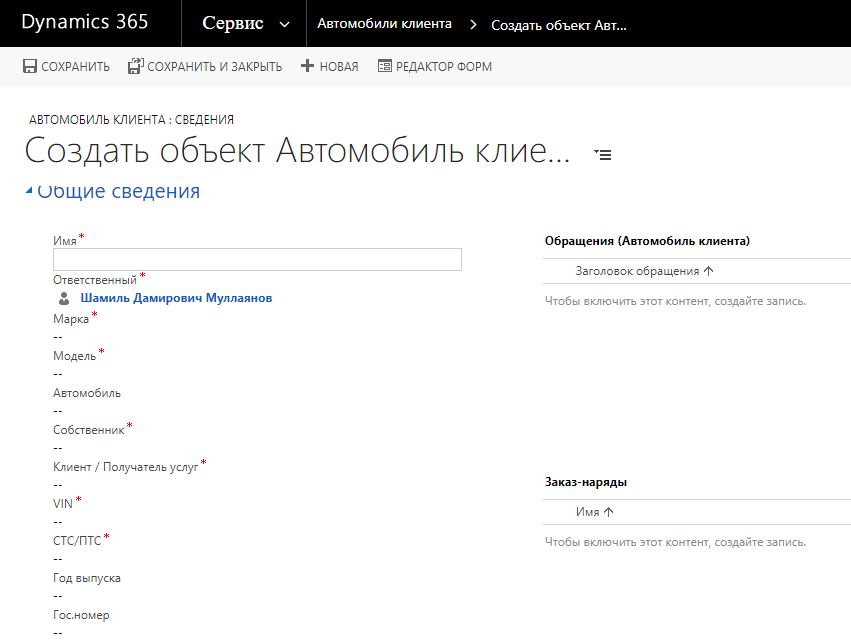 Dynamics 365 Сервис Автомобили клиента > Создать объект Авт...
СОХРАНИТЬ СОХРАНИТЬ И ЗАКРЫТЬ НОВАЯ РЕДАКТОР ФОРМ
АВТОМОБИЛЬ КЛИЕНТА : СВЕДЕНИЯ
Создать объект Автомобиль клие...
Общие сведения
Имя*
Ответственный*
Шамиль Дамирович Муллаянов
Марка*
--
Модель*
--
Автомобиль
--
Собственник*
--
Клиент / Получатель услуг*
--
VIN*
--
СТС/ПТС*
--
Год выпуска
--
Гос.номер
--
Обращения (Автомобиль клиента)
Заголовок обращения ↑
Чтобы включить этот контент, создайте запись.
Заказ-наряды
Имя ↑
Чтобы включить этот контент, создайте запись.